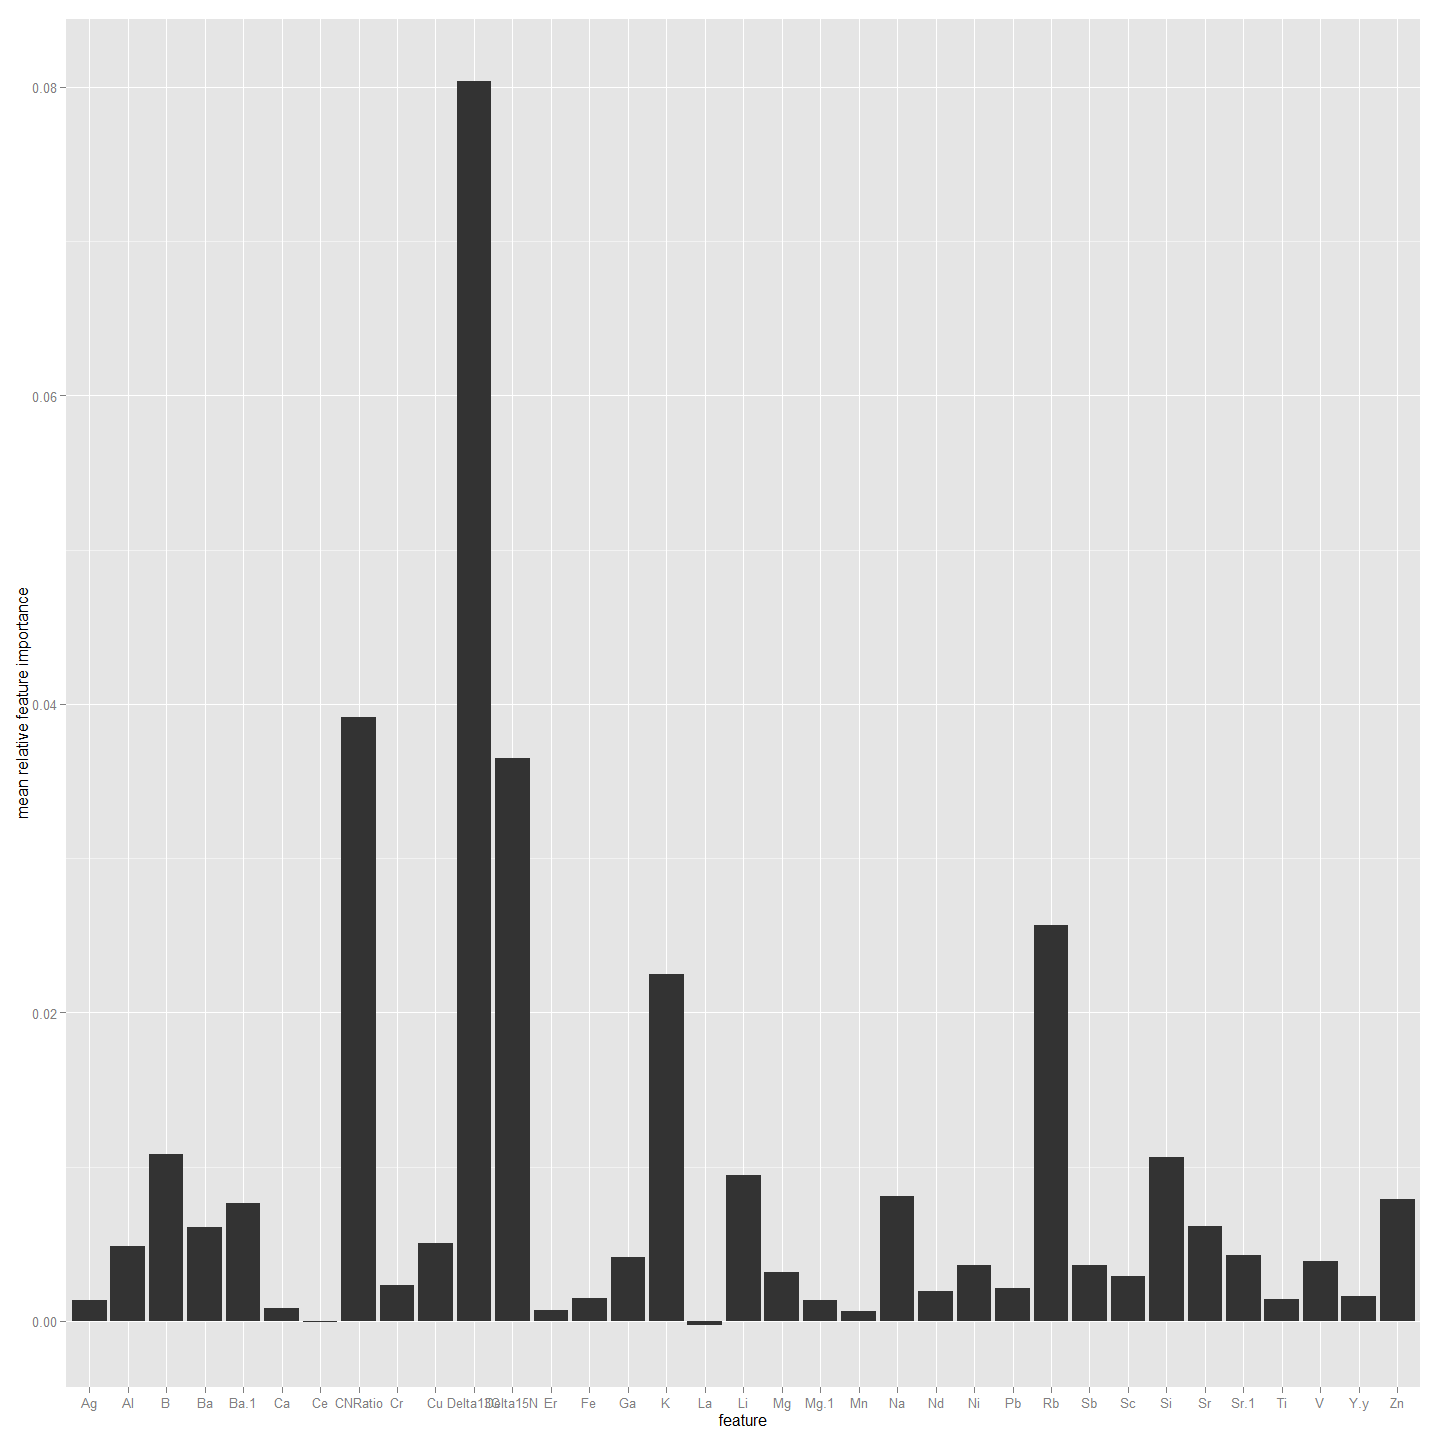 mean relative feature importance
0.08
0.06
0.04
0.02
0.00
Ag Al B Ba Ba.1 Ca Ce CNRatio Cr Cu Delta13C Delta15N Er Fe Ga K La Li Mg Mg.1 Mn Na Nd Ni Pb Rb Sb Sc Si Sr Sr.1 Ti V Y.y Zn
feature